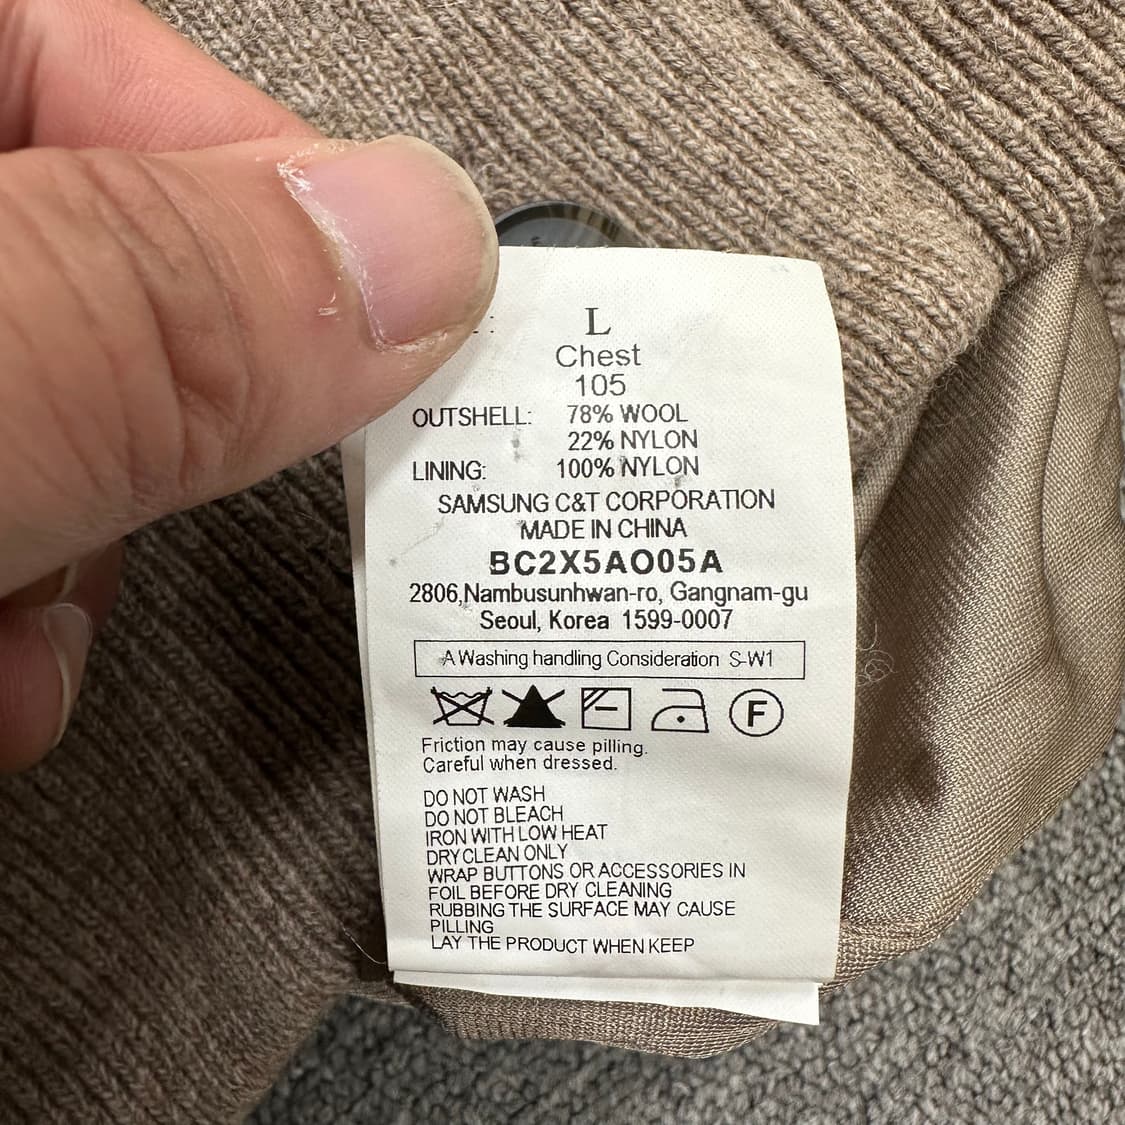 L
Chest
105
OUTSHELL: 78% WOOL
22% NYLON
LINING: 100% NYLON
SAMSUNG C&T CORPORATION
MADE IN CHINA
BC2X5AO05A
2806,Nambusunhwan-ro, Gangnam-gu
Seoul, Korea 1599-0007
A Washing handling Consideration S-W1
F
Friction may cause pilling.
Careful when dressed.
DO NOT WASH
DO NOT BLEACH
IRON WITH LOW HEAT
DRY CLEAN ONLY
WRAP BUTTONS OR ACCESSORIES IN
FOIL BEFORE DRY CLEANING
RUBBING THE SURFACE MAY CAUSE
PILLING
LAY THE PRODUCT WHEN KEEP